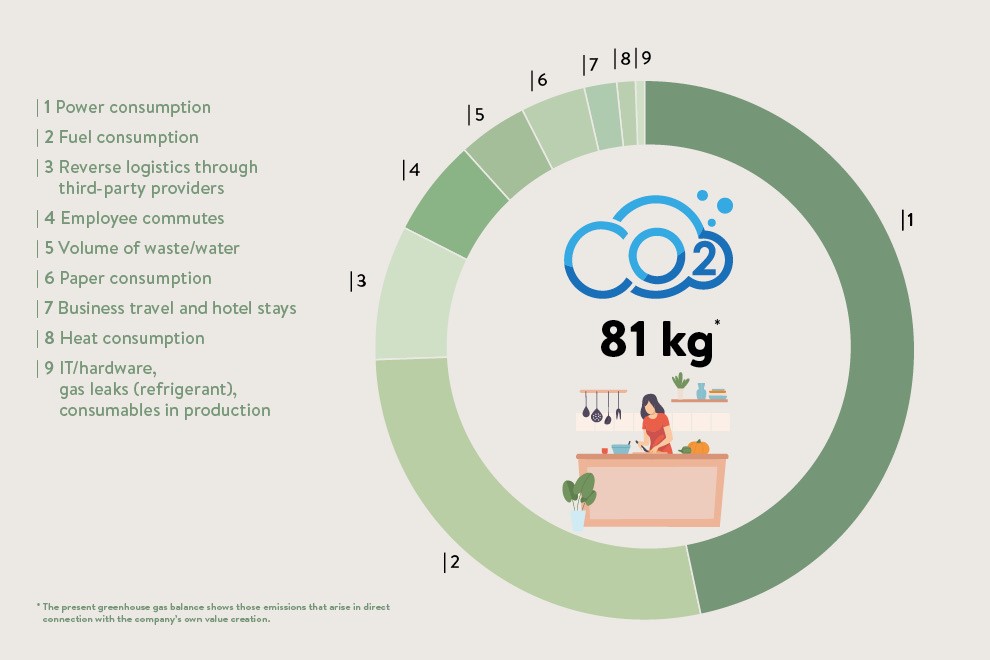 |1 Power consumption
|2 Fuel consumption
|3 Reverse logistics through
third-party providers
|4 Employee commutes
|5 Volume of waste/water
|6 Paper consumption
|7 Business travel and hotel stays
|8 Heat consumption
|9 IT/hardware,
gas leaks (refrigerant),
consumables in production
|1
|2
|3
|4
|5
|6
|7
|8
|9
CO2
81 kg*
* The present greenhouse gas balance shows those emissions that arise in direct
connection with the company's own value creation.